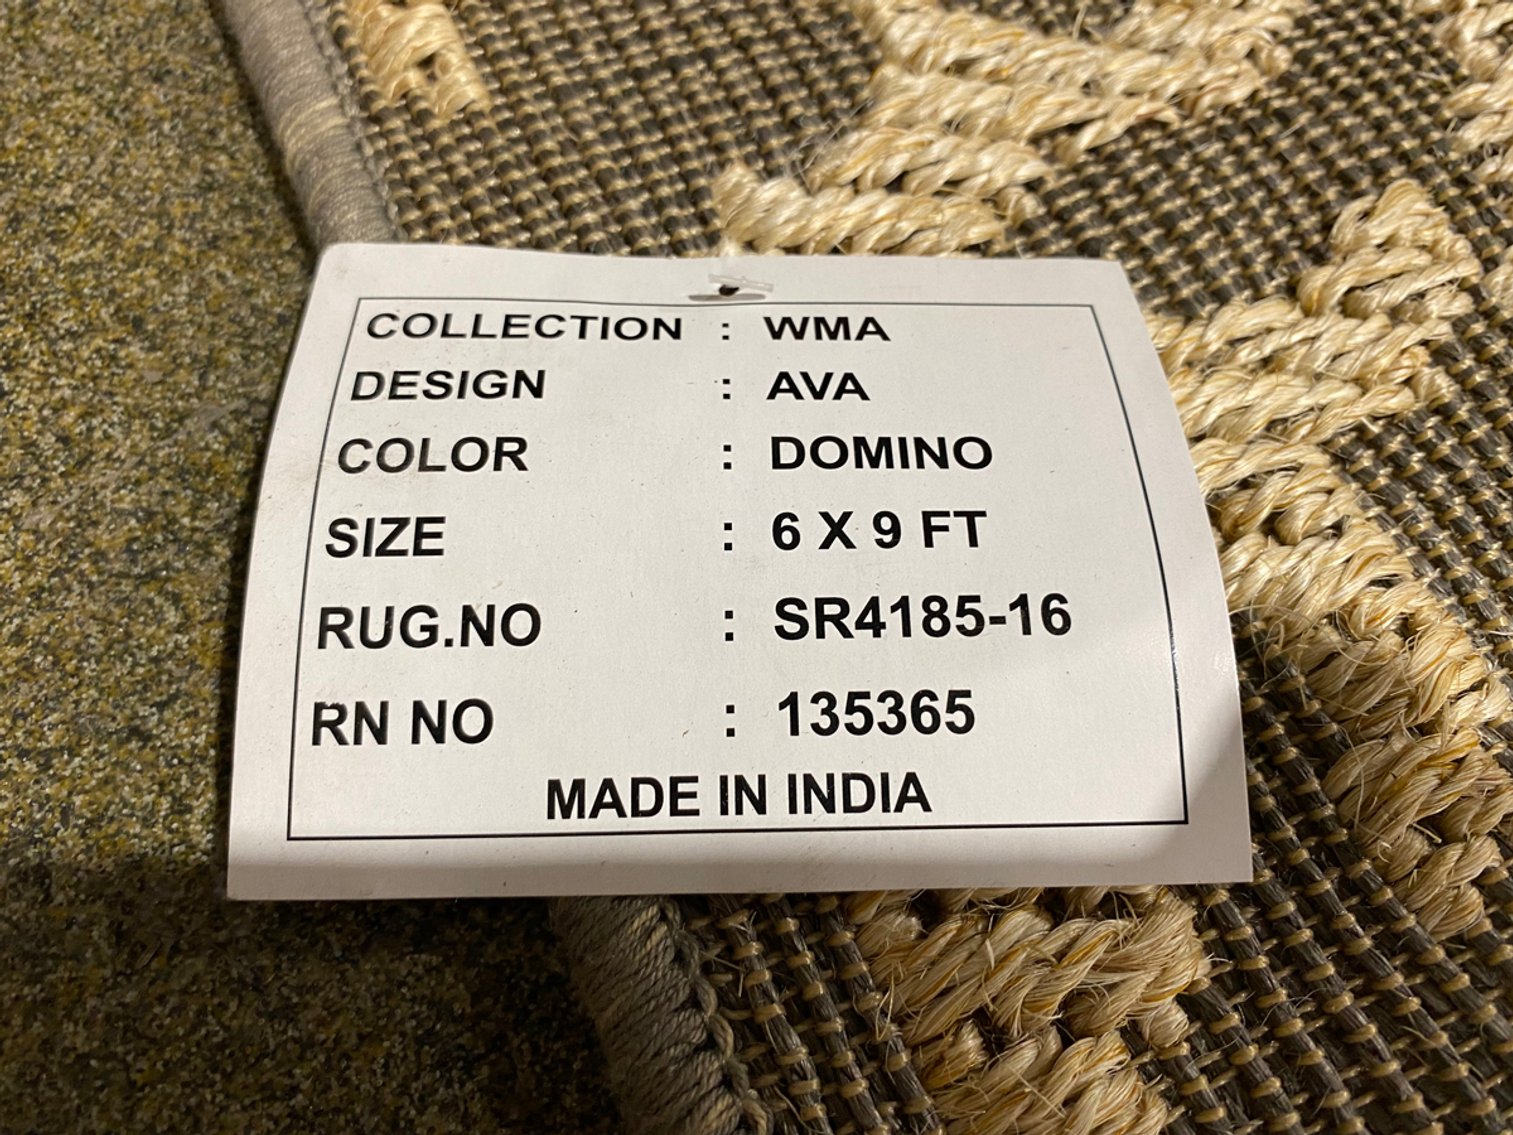 COLLECTION : WMA
DESIGN : AVA
COLOR : DOMINO
SIZE : 6 X 9 FT
RUG.NO : SR4185-16
RN NO : 135365
MADE IN INDIA